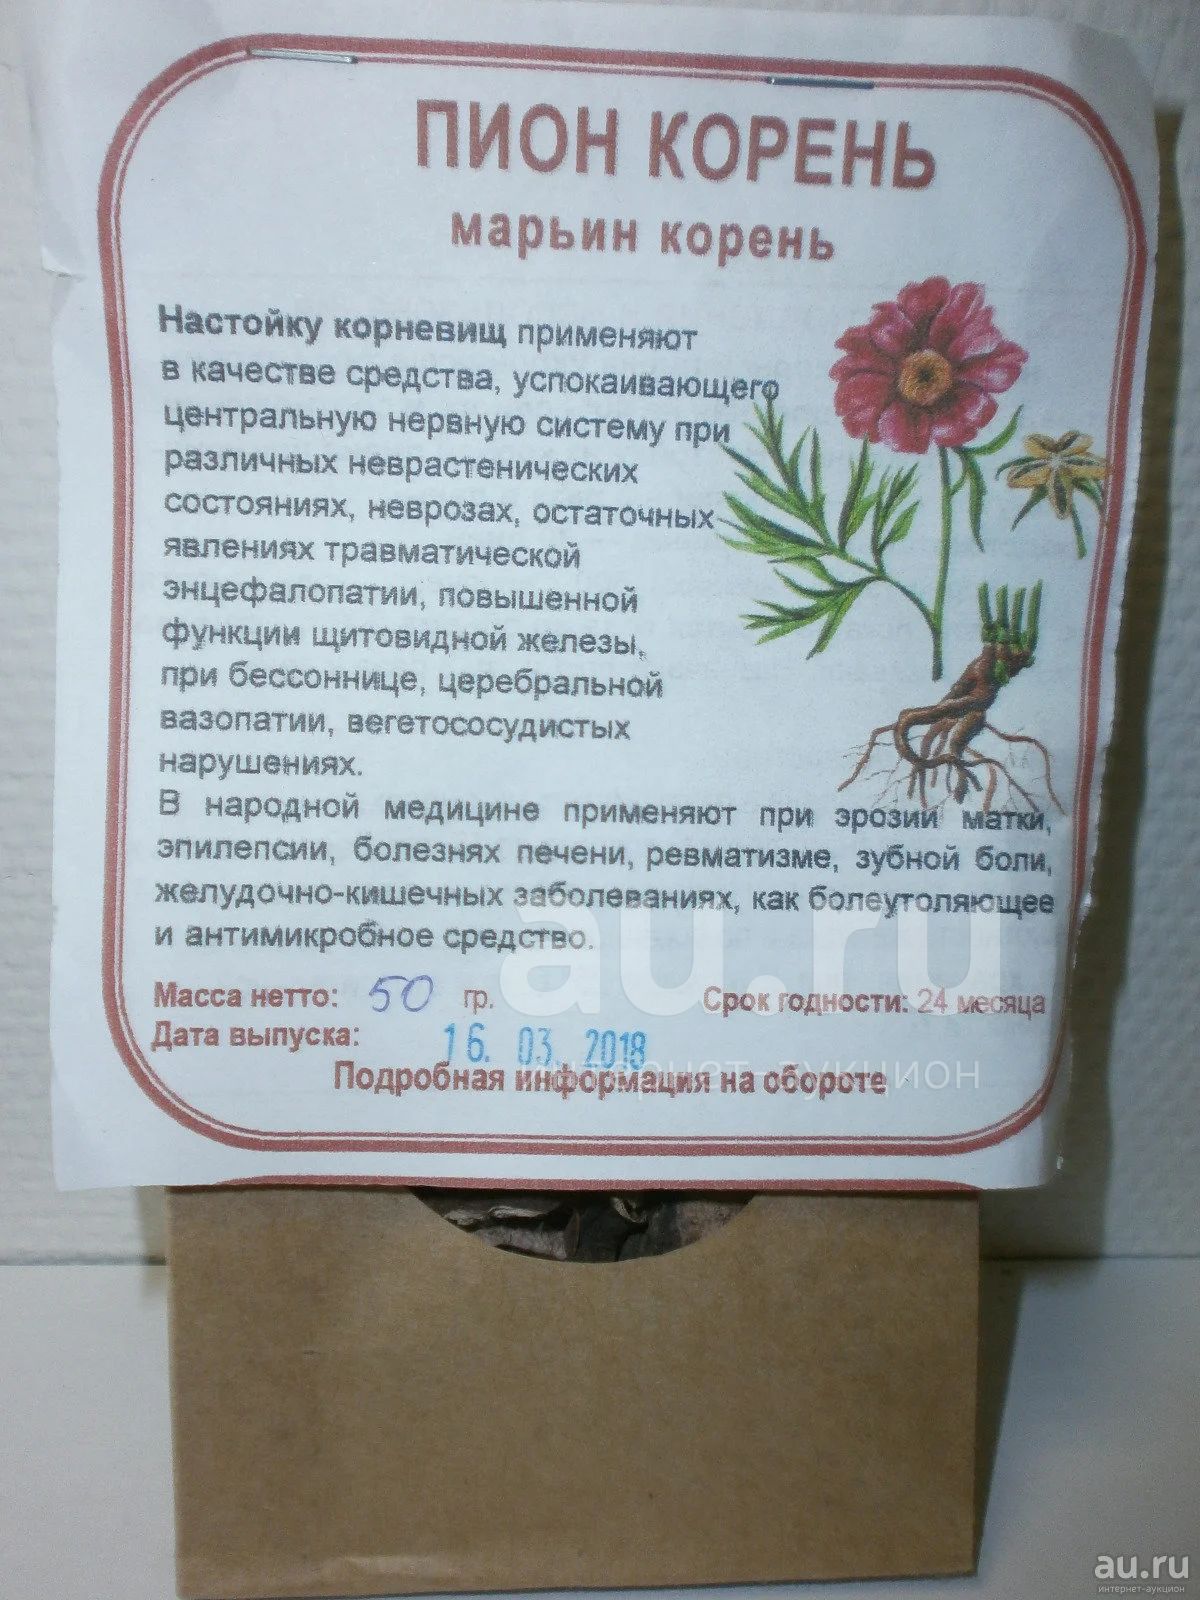 ПИОН КОРЕНЬ
марьин корень
Настойку корневищ применяют
в качестве средства, успокаивающего
центральную нервную систему при
различных неврастенических
состояниях, неврозах, остаточных
явлениях травматической
энцефалопатии, повышенной
функции щитовидной железы,
при бессоннице, церебральной
вазопатии, вегетососудистых
нарушениях.
В народной медицине применяют при эрозии матки,
эпилепсии, болезнях печени, ревматизме, зубной боли,
желудочно-кишечных заболеваниях, как болеутоляющее
и антимикробное средство.
Масса нетто: 50 гр. Срок годности: 24 месяца
Дата выпуска: 16. 03. 2018
Подробная информация на обороте
au.ru
интернет-аукцион
au.ru
интернет-аукцион